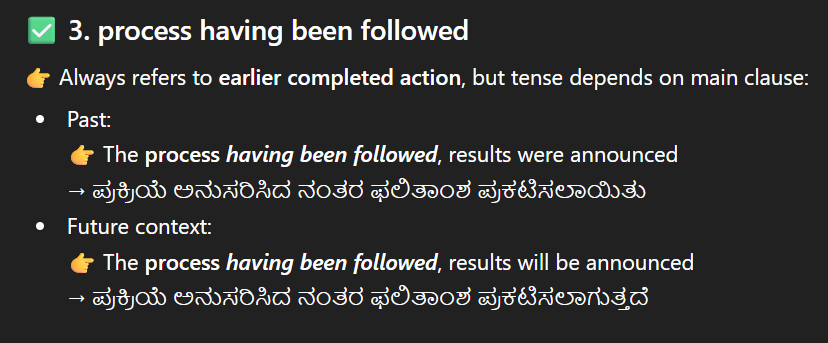 ✅ 3. process having been followed
👉 Always refers to earlier completed action, but tense depends on main clause:
• Past:
👉 The process having been followed, results were announced
→ ಪ್ರಕ್ರಿಯೆ ಅನುಸರಿಸಿದ ನಂತರ ಫಲಿತಾಂಶ ಪ್ರಕಟಿಸಲಾಯಿತು
• Future context:
👉 The process having been followed, results will be announced
→ ಪ್ರಕ್ರಿಯೆ ಅನುಸರಿಸಿದ ನಂತರ ಫಲಿತಾಂಶ ಪ್ರಕಟಿಸಲಾಗುತ್ತದೆ